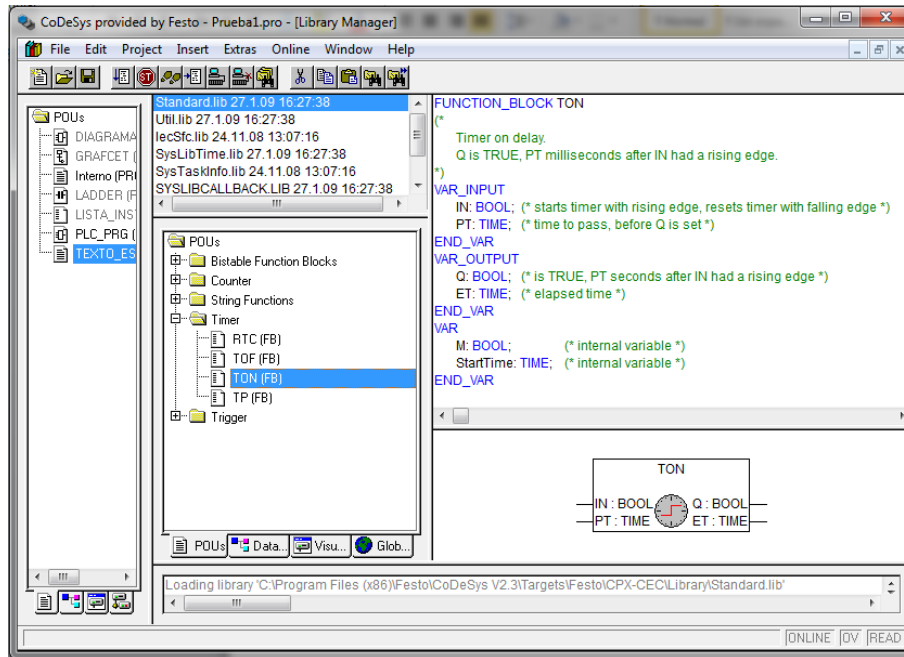 CoDeSys provided by Festo - Prueba1.pro - [Library Manager]
File Edit Project Insert Extras Online Window Help
POUs
DIAGRAMA
GRAFCET (
Interno (PR
LADDER (F
LISTA_INS
PLC_PRG (
TEXTO_ES
Standard.lib 27.1.09 16:27:38
Util.lib 27.1.09 16:27:38
IecSfc.lib 24.11.08 13:07:16
SysLibTime.lib 27.1.09 16:27:38
SysTaskInfo.lib 24.11.08 13:07:16
SYSLIBCALLBACK.LIB 27.1.09 16:27:38
POUs
Bistable Function Blocks
Counter
String Functions
Timer
RTC (FB)
TOF (FB)
TON (FB)
TP (FB)
Trigger
POUs Data... Visu... Glob...
FUNCTION_BLOCK TON
(*
Timer on delay.
Q is TRUE, PT milliseconds after IN had a rising edge.
*)
VAR_INPUT
IN: BOOL; (* starts timer with rising edge, resets timer with falling edge *)
PT: TIME; (* time to pass, before Q is set *)
END_VAR
VAR_OUTPUT
Q: BOOL; (* is TRUE, PT seconds after IN had a rising edge *)
ET: TIME; (* elapsed time *)
END_VAR
VAR
M: BOOL; (* internal variable *)
StartTime: TIME; (* internal variable *)
END_VAR
TON
IN : BOOL Q : BOOL
PT : TIME ET : TIME
Loading library 'C:\Program Files (x86)\Festo\CoDeSys V2.3\Targets\Festo\CPX-CEC\Library\Standard.lib'
ONLINE OV READ